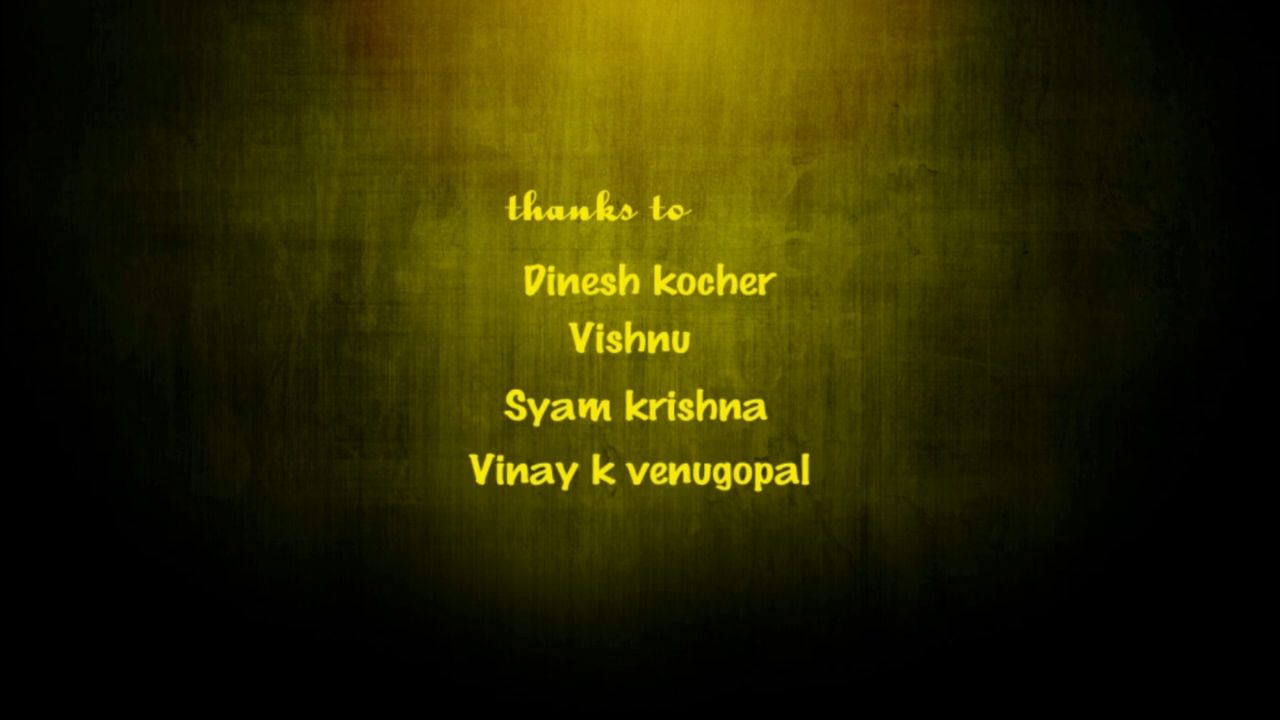 thanks to
Dinesh kocher
Vishnu
Syam krishna
Vinay k venugopal